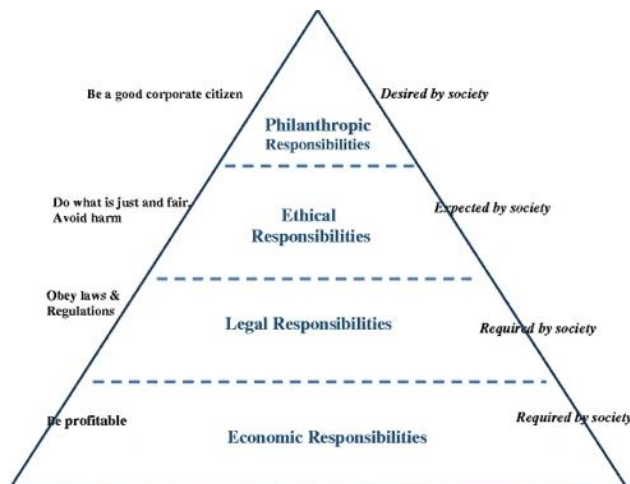 Be a good corporate citizen
Desired by society
Philanthropic
Responsibilities
Do what is just and fair,
Avoid harm
Expected by society
Ethical
Responsibilities
Obey laws &
Regulations
Legal Responsibilities
Required by society
Be profitable
Required by society
Economic Responsibilities